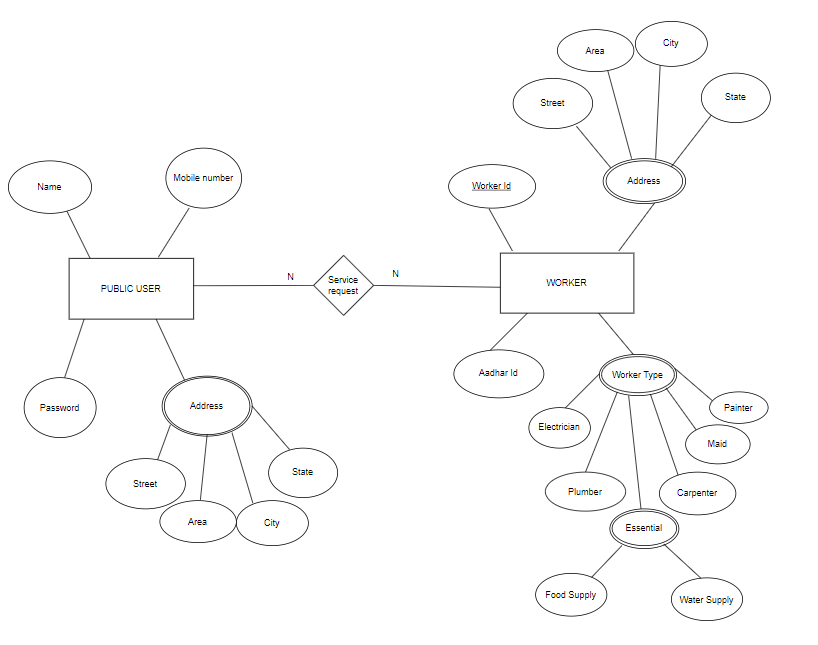 Area
City
Street
State
Address
Name
Mobile number
Worker Id
PUBLIC USER
N
Service
request
N
WORKER
Password
Address
Street
Area
City
State
Aadhar Id
Worker Type
Electrician
Plumber
Painter
Maid
Carpenter
Essential
Food Supply
Water Supply